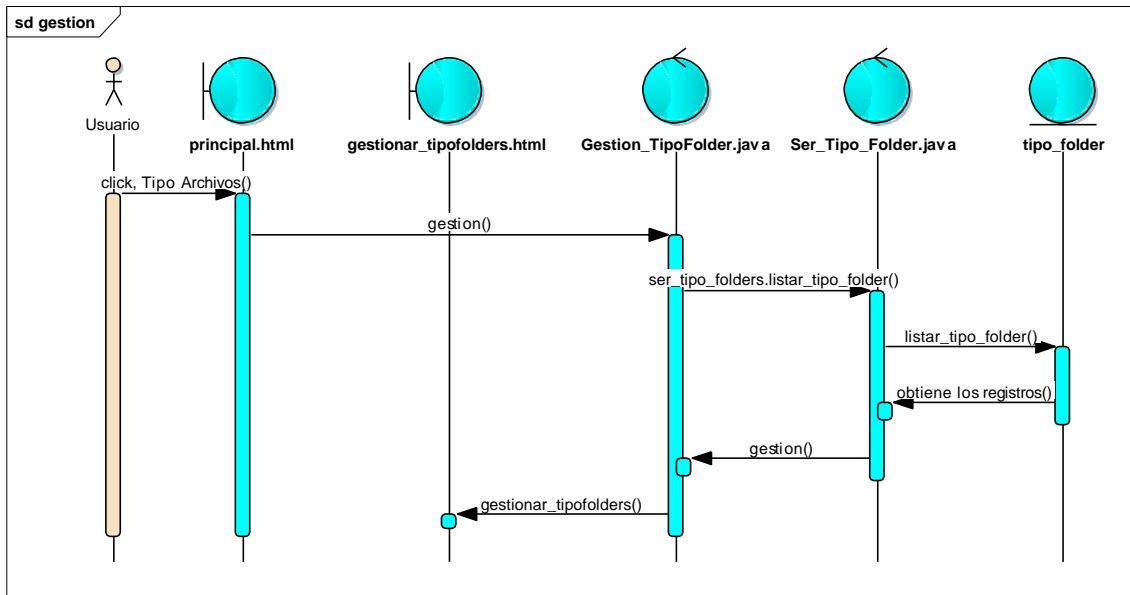 sd gestion
Usuario
principal.html
gestionar_tipofolders.html
Gestion_TipoFolder.java
Ser_Tipo_Folder.java
tipo_folder
click, Tipo Archivos()
gestion()
ser_tipo_folders.listar_tipo_folder()
listar_tipo_folder()
obtiene los registros()
gestion()
gestionar_tipofolders()